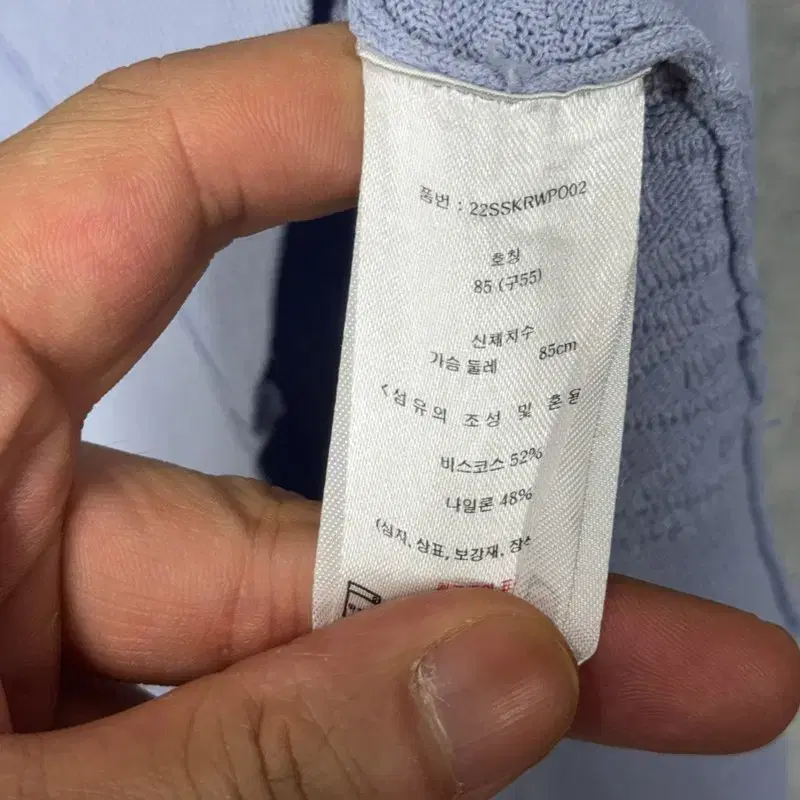 품번 : 22SSKRWPO02
호칭
85 (구55)
신체치수
가슴 둘레 85cm
<섬유의 조성 및 혼용
비스코스 52%
나일론 48%
(심지, 상표, 보강재, 장식